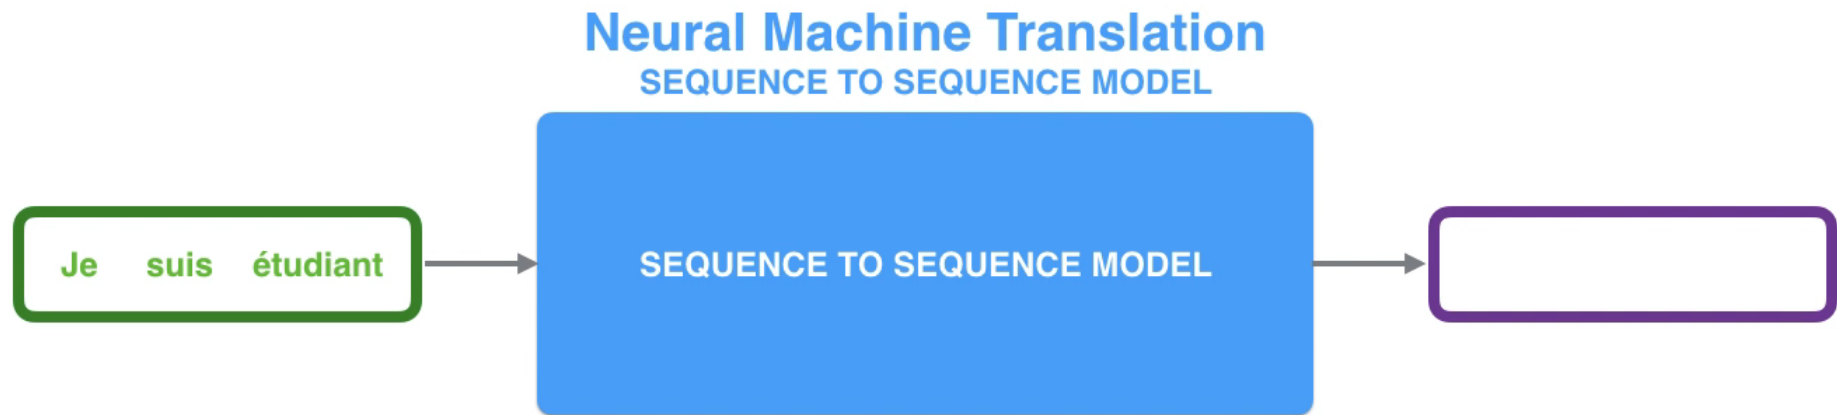 Neural Machine Translation
SEQUENCE TO SEQUENCE MODEL
Je suis étudiant
SEQUENCE TO SEQUENCE MODEL